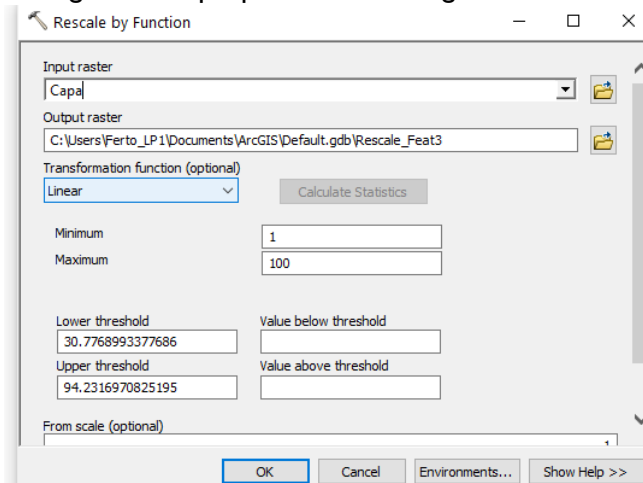 Rescale by Function
Input raster
Capa
Output raster
C:\Users\Ferto_LP1\Documents\ArcGIS\Default.gdb\Rescale_Feat3
Transformation function (optional)
Linear
Calculate Statistics
Minimum
1
Maximum
100
Lower threshold
Value below threshold
30.7768993377686
Upper threshold
Value above threshold
94.2316970825195
From scale (optional)
1
OK
Cancel
Environments...
Show Help >>